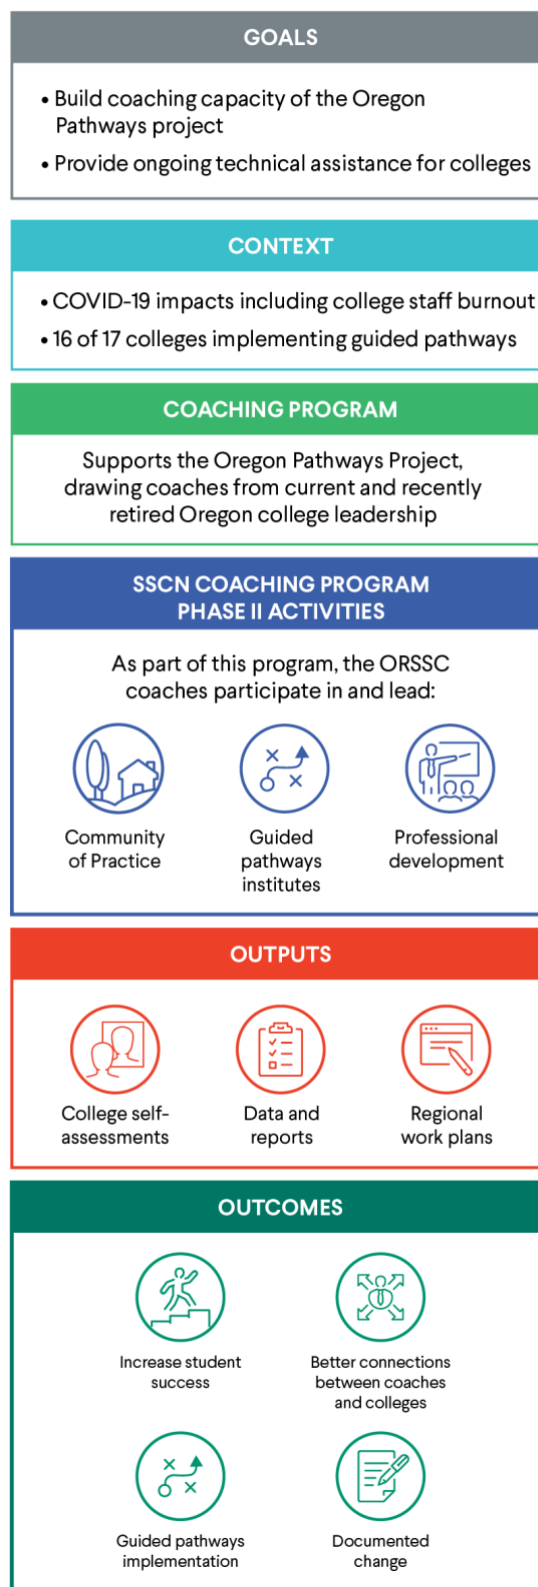 GOALS
• Build coaching capacity of the Oregon
Pathways project
• Provide ongoing technical assistance for colleges
CONTEXT
• COVID-19 impacts including college staff burnout
• 16 of 17 colleges implementing guided pathways
COACHING PROGRAM
Supports the Oregon Pathways Project,
drawing coaches from current and recently
retired Oregon college leadership
SSCN COACHING PROGRAM
PHASE II ACTIVITIES
As part of this program, the ORSSC
coaches participate in and lead:
Community
of Practice
Guided
pathways
institutes
Professional
development
OUTPUTS
College self-
assessments
Data and
reports
Regional
work plans
OUTCOMES
Increase student
success
Better connections
between coaches
and colleges
Guided pathways
implementation
Documented
change